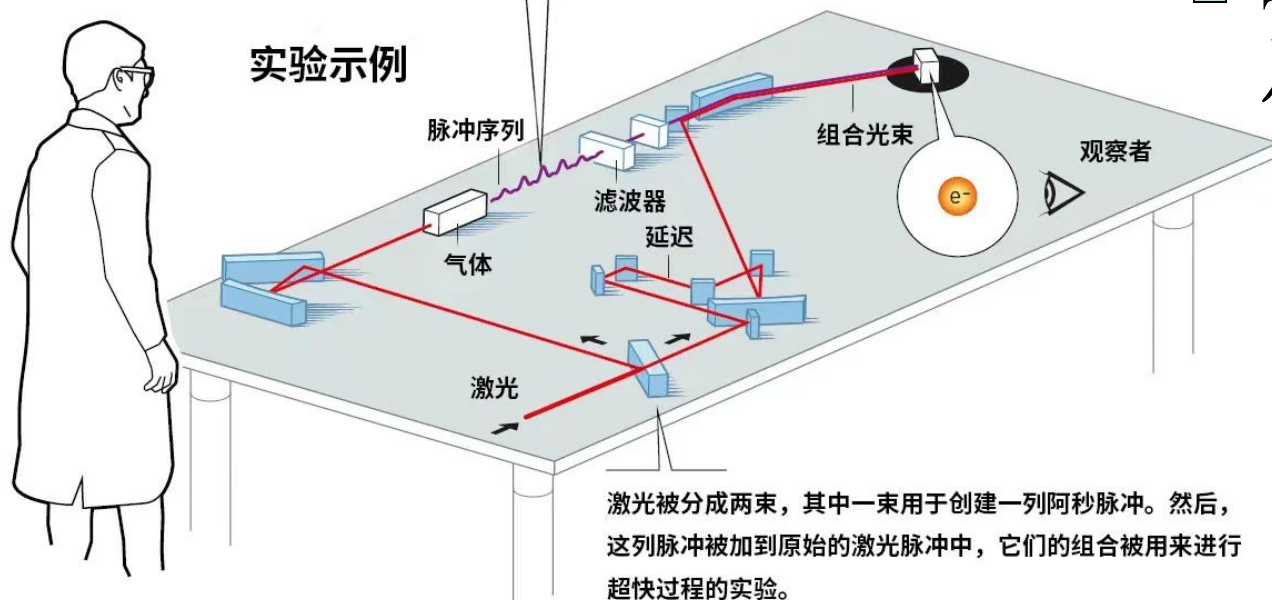 实验示例
脉冲序列
组合光束
观察者
滤波器
e-
延迟
气体
激光
激光被分成两束，其中一束用于创建一列阿秒脉冲。然后，
这列脉冲被加到原始的激光脉冲中，它们的组合被用来进行
超快过程的实验。